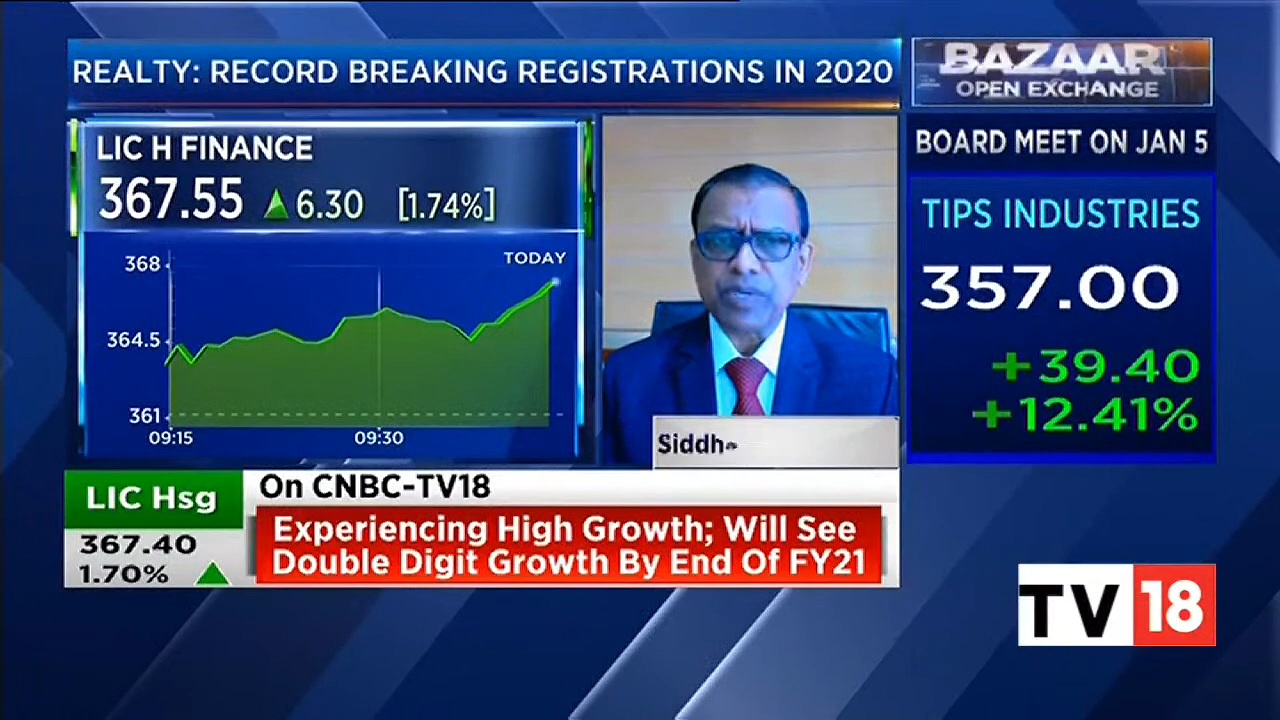 REALTY: RECORD BREAKING REGISTRATIONS IN 2020
BAZAAR
OPEN EXCHANGE
LIC H FINANCE
367.55 ▲ 6.30 [1.74%]
TODAY
368
364.5
361
09:15 09:30
Siddh
BOARD MEET ON JAN 5
TIPS INDUSTRIES
357.00
+39.40
+12.41%
LIC Hsg
367.40
1.70% ▲
On CNBC-TV18
Experiencing High Growth; Will See
Double Digit Growth By End Of FY21
TV18